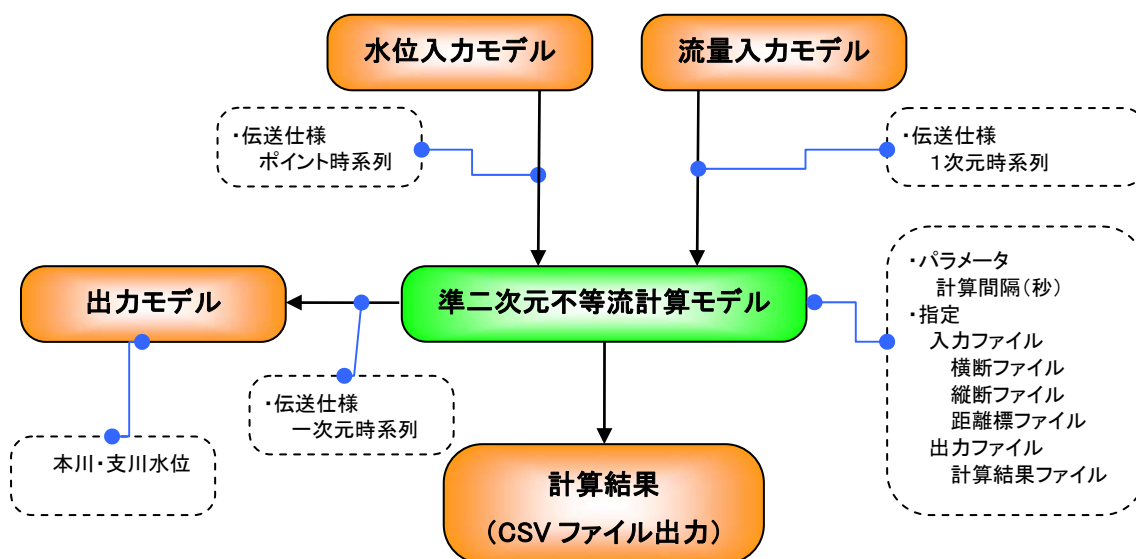 水位入力モデル
流量入力モデル
・伝送仕様
ポイント時系列
・伝送仕様
1次元時系列
出力モデル
準二次元不等流計算モデル
・パラメータ
計算間隔(秒)
・指定
入力ファイル
横断ファイル
縦断ファイル
距離標ファイル
出力ファイル
計算結果ファイル
・伝送仕様
一次元時系列
本川・支川水位
計算結果
(CSV ファイル出力)